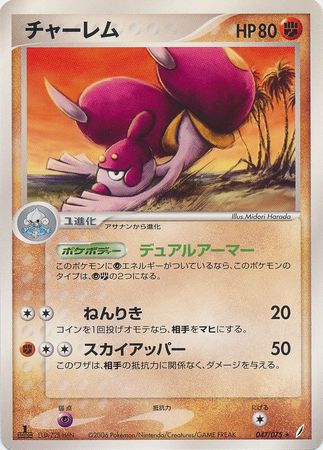 チャーレム HP80
Illus.Midori Harada
1進化
アサナンから進化
ポケボディー デュアルアーマー
このポケモンに超エネルギーがついているなら、このポケモン
のタイプは、超闘の2つになる。
ねんりき 20
コインを1回投げオモテなら、相手をマヒにする。
スカイアッパー 50
このワザは、相手の抵抗力に関係なく、ダメージを与える。
弱点 抵抗力 にげる
©2006 Pokémon/Nintendo/Creatures/GAME FREAK
047/075 ★